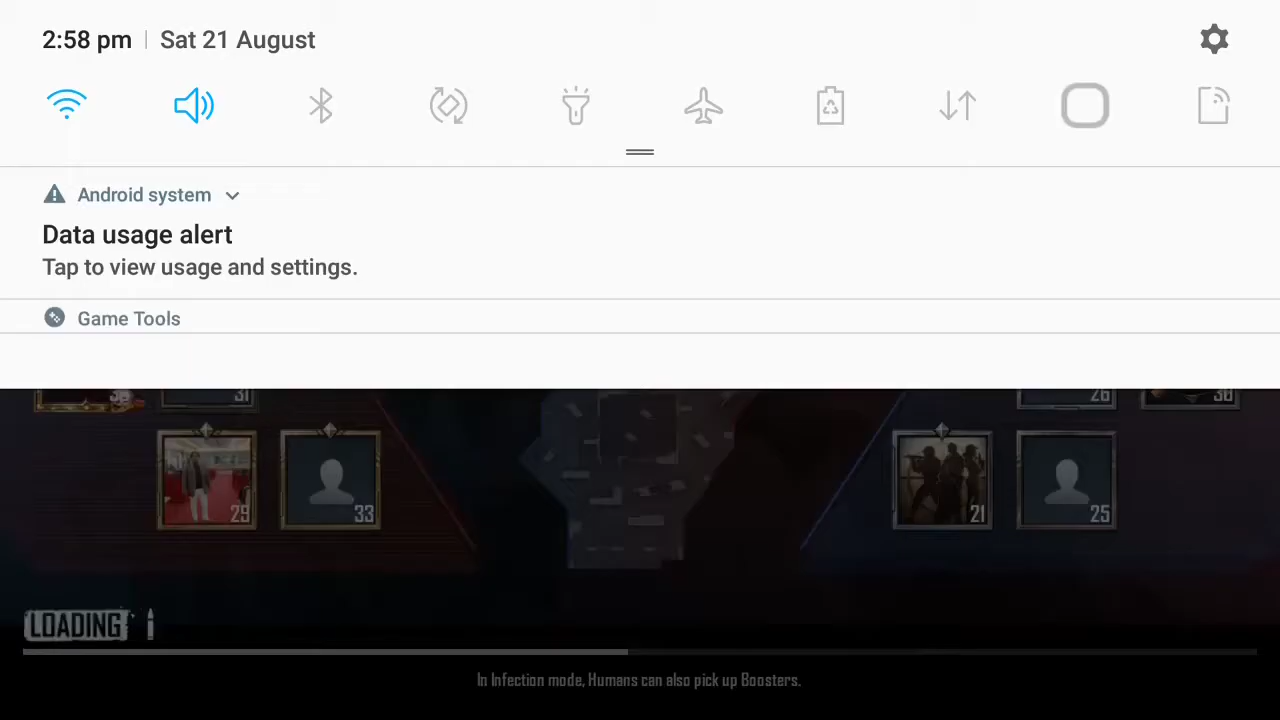 2:58 pm | Sat 21 August
Android system
Data usage alert
Tap to view usage and settings.
Game Tools
31
26
30
29
33
21
25
LOADING
In Infection mode, Humans can also pick up Boosters.